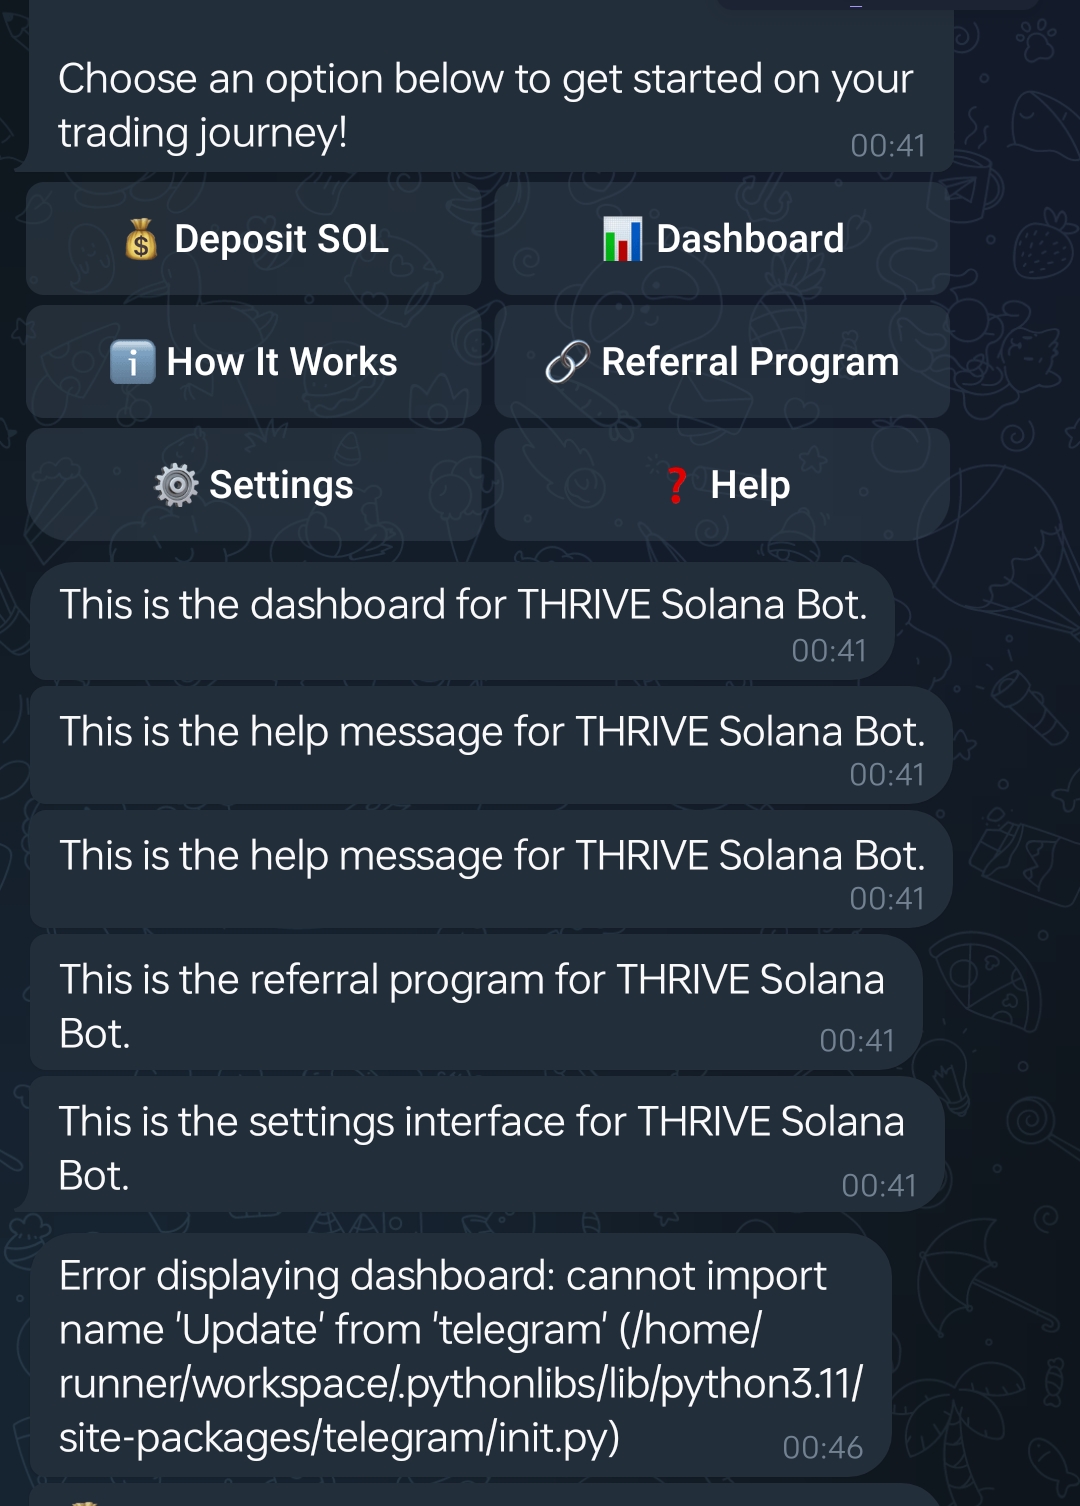 Choose an option below to get started on your
trading journey!
00:41
💰 Deposit SOL
📊 Dashboard
ℹ️ How It Works
🔗 Referral Program
⚙️ Settings
❓ Help
This is the dashboard for THRIVE Solana Bot.
00:41
This is the help message for THRIVE Solana Bot.
00:41
This is the help message for THRIVE Solana Bot.
00:41
This is the referral program for THRIVE Solana
Bot.
00:41
This is the settings interface for THRIVE Solana
Bot.
00:41
Error displaying dashboard: cannot import
name 'Update' from 'telegram' (/home/
runner/workspace/.pythonlibs/lib/python3.11/
site-packages/telegram/init.py)
00:46